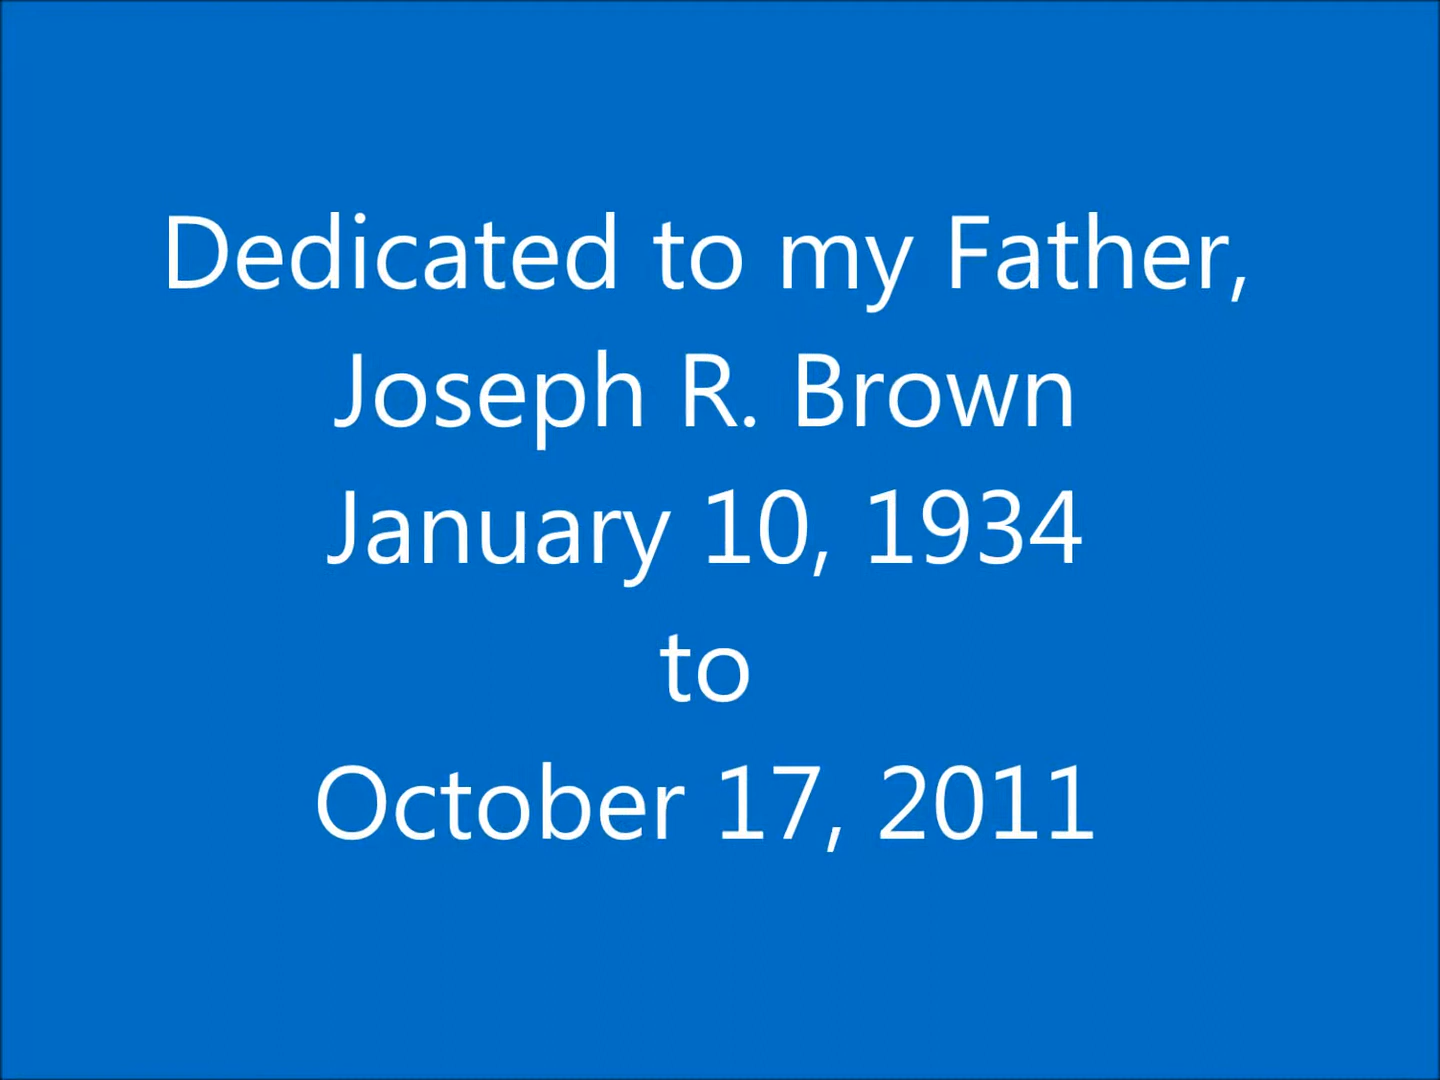 Dedicated to my Father,
Joseph R. Brown
January 10, 1934
to
October 17, 2011